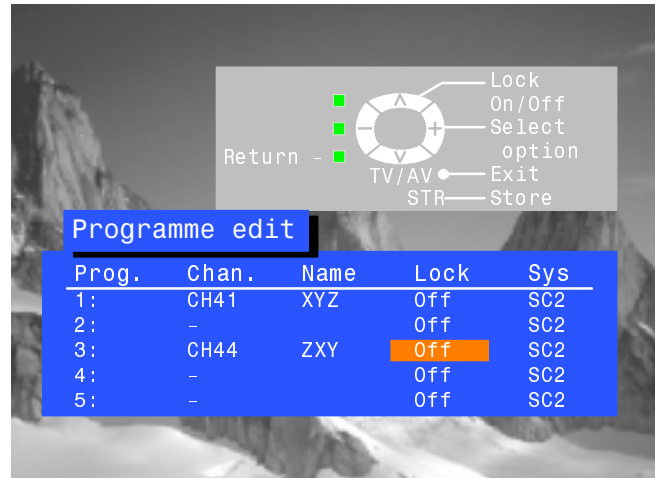 Lock
On/Off
Select
option
Return -
TV/AV Exit
STR Store
Programme edit
Prog. Chan. Name Lock Sys
1: CH41 XYZ Off SC2
2: - Off SC2
3: CH44 ZXY Off SC2
4: - Off SC2
5: - Off SC2